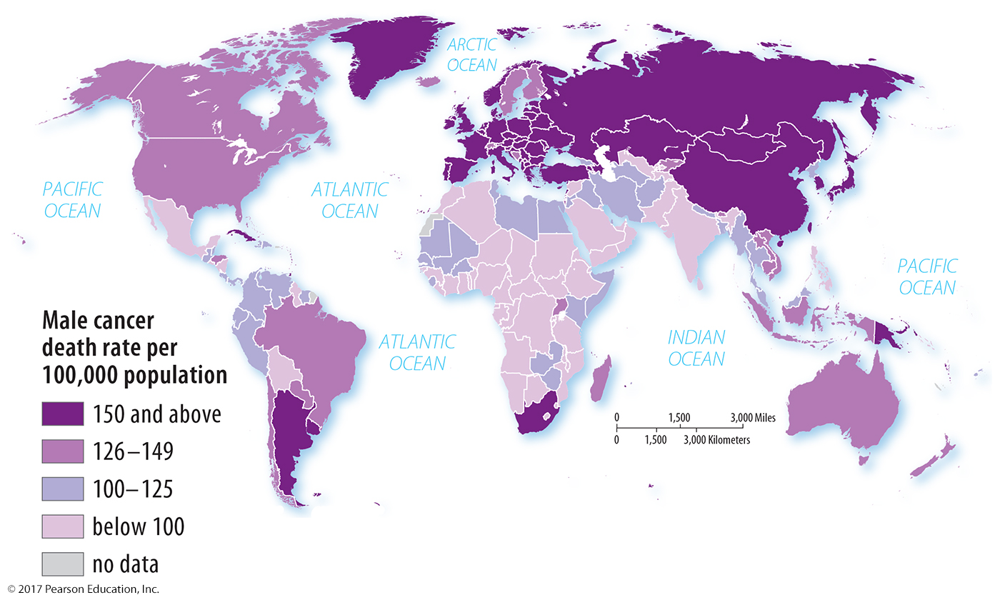 ARCTIC
OCEAN
PACIFIC
OCEAN
ATLANTIC
OCEAN
PACIFIC
OCEAN
ATLANTIC
OCEAN
INDIAN
OCEAN
Male cancer
death rate per
100,000 population
150 and above
126–149
100–125
below 100
no data
0 1,500 3,000 Miles
0 1,500 3,000 Kilometers
© 2017 Pearson Education, Inc.